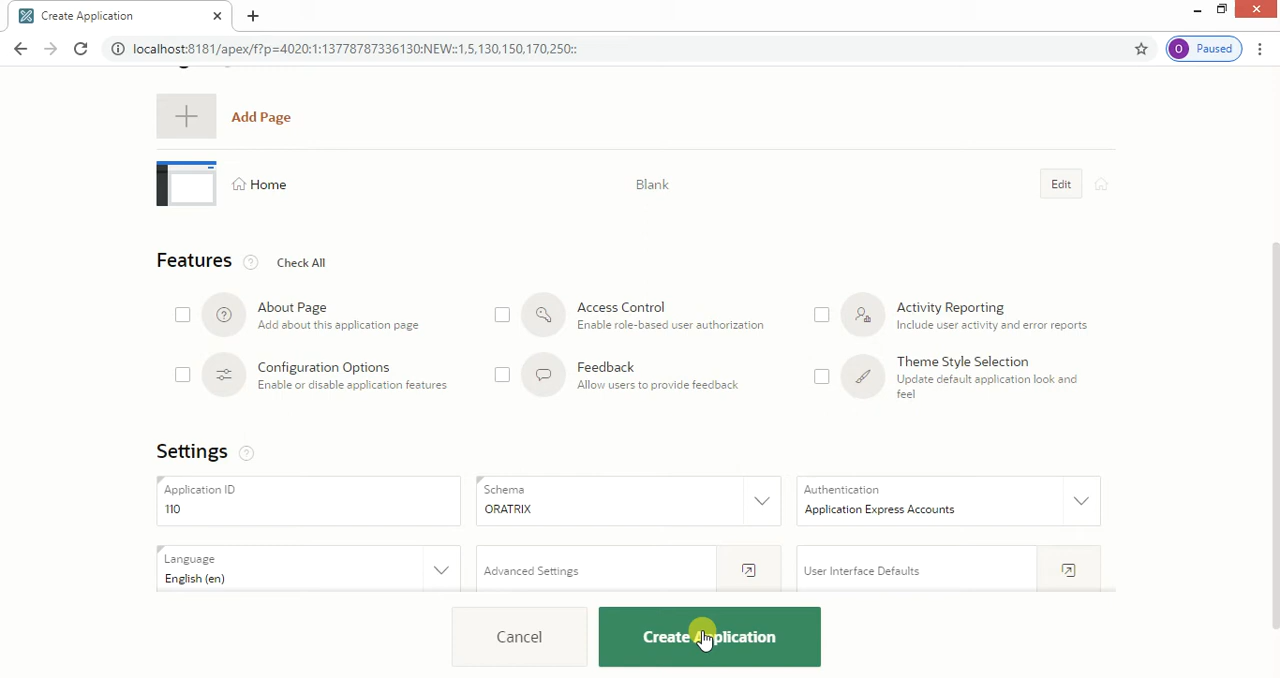 Create Application
localhost:8181/apex/f?p=4020:1:13778787336130:NEW::1,5,130,150,170,250::
O Paused
Add Page
Home
Blank
Edit
Features
Check All
About Page
Add about this application page
Access Control
Enable role-based user authorization
Activity Reporting
Include user activity and error reports
Configuration Options
Enable or disable application features
Feedback
Allow users to provide feedback
Theme Style Selection
Update default application look and
feel
Settings
Application ID
110
Schema
ORATRIX
Authentication
Application Express Accounts
Language
English (en)
Advanced Settings
User Interface Defaults
Cancel
Create Application